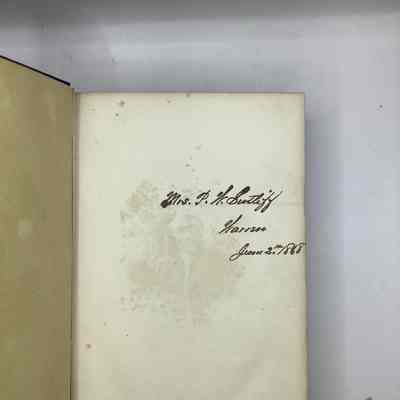 Mrs. P. W. Sutliff
Warren
June 2nd 1868